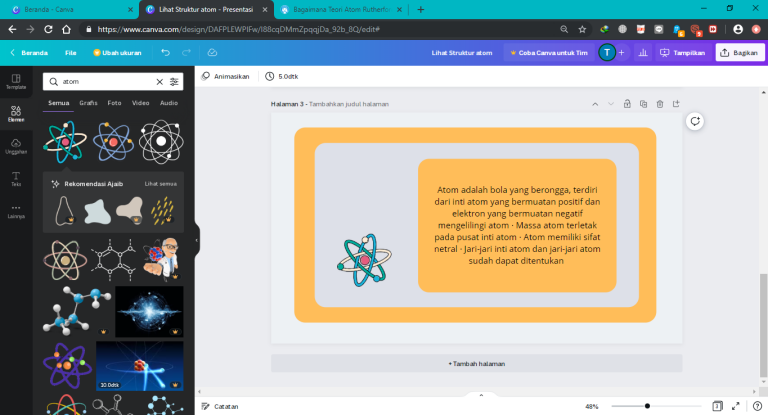 Beranda - Canva
Lihat Struktur atom - Presentasi
Bagaimana Teori Atom Rutherfo
https://www.canva.com/design/DAFPLEWPIFw/I88cqDMmZpqqjDa_92b_8Q/edit#
Beranda
File
Ubah ukuran
Lihat Struktur atom
Coba Canva untuk Tim
T
Tampilkan
Bagikan
Template
Elemen
Unggahan
Teks
Lainnya
atom
Semua Grafis Foto Video Audio
Rekomendasi Ajaib Lihat semua
10.0dtk
Animasikan
5.0dtk
Halaman 3 - Tambahkan judul halaman
Atom adalah bola yang berongga, terdiri
dari inti atom yang bermuatan positif dan
elektron yang bermuatan negatif
mengelilingi atom · Massa atom terletak
pada pusat inti atom · Atom memiliki sifat
netral · Jari-jari inti atom dan jari-jari atom
sudah dapat ditentukan
+ Tambah halaman
Catatan
48%
3